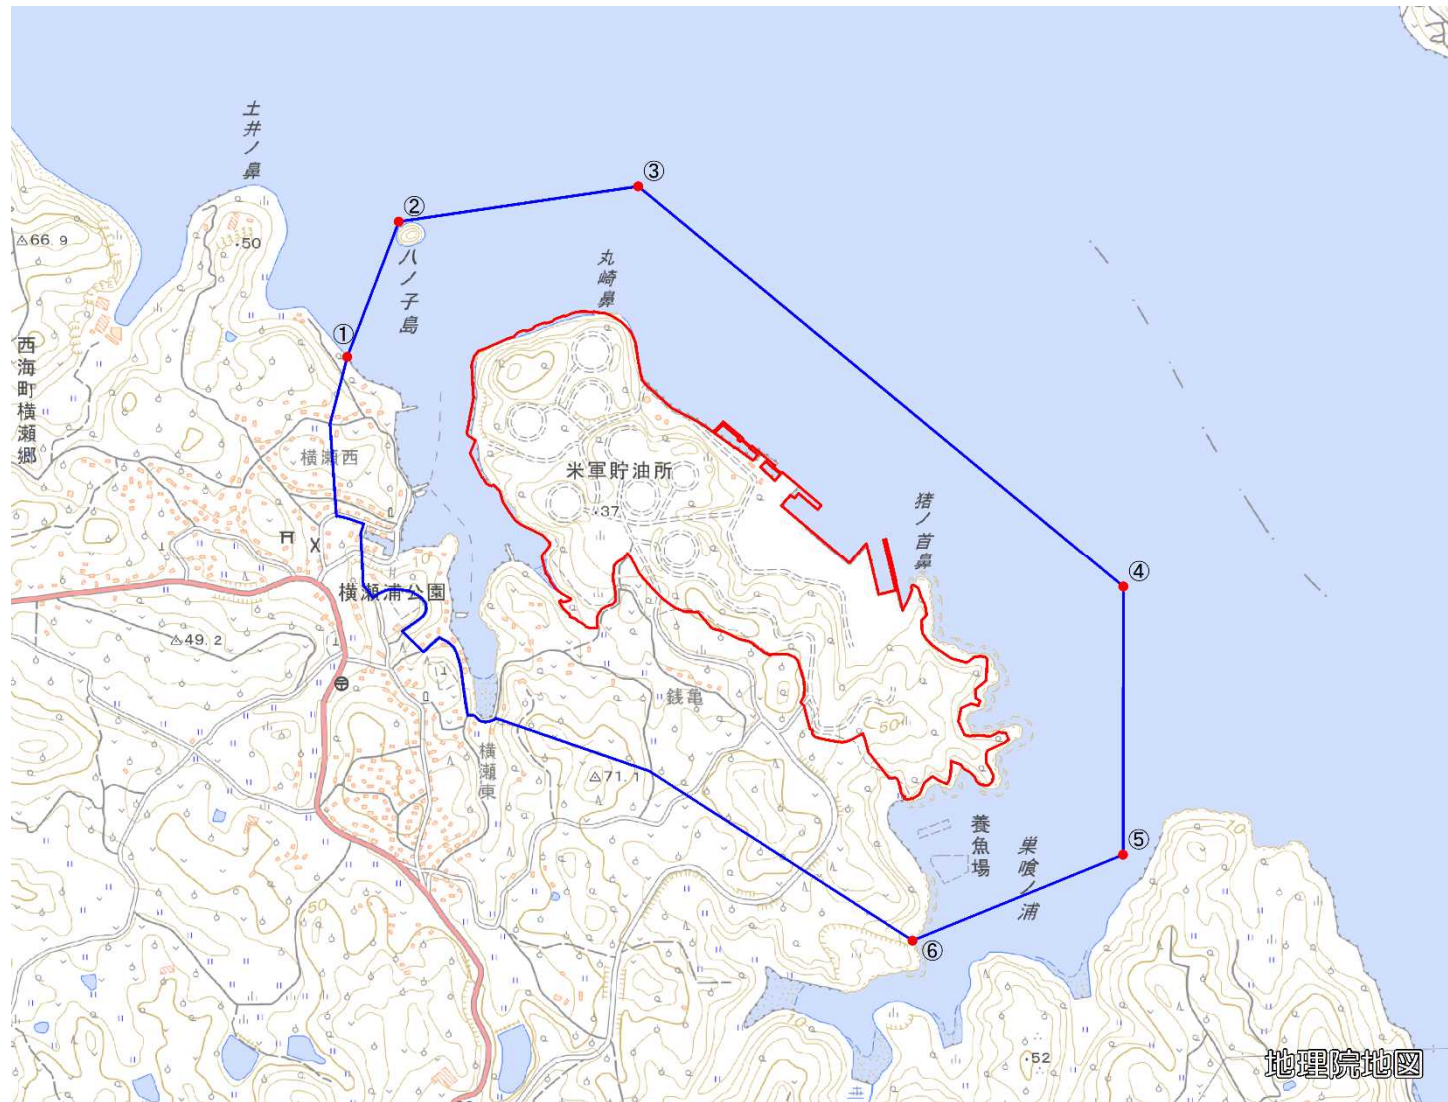 土井ノ鼻
③
②
△66.9
・50
八ノ子島
丸崎鼻
①
西海町横瀬郷
横瀬西
米軍貯油所
・37
猪ノ首鼻
④
横瀬浦公園
△49.2
銭亀
50
横瀬東
△71.1
養魚場
巣喰ノ浦
⑤
50
⑥
・52
地理院地図